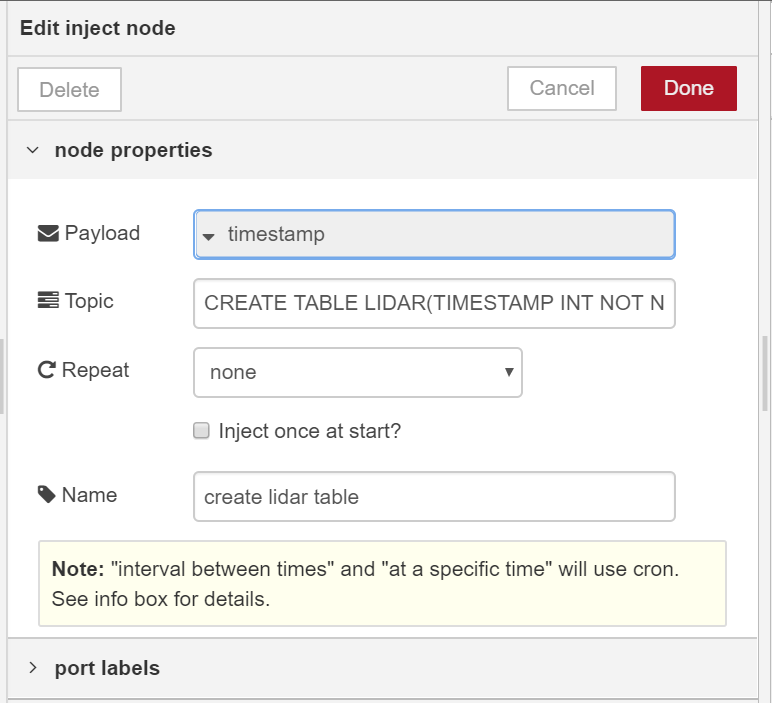 Edit inject node
Delete
Cancel
Done
node properties
Payload
timestamp
Topic
CREATE TABLE LIDAR(TIMESTAMP INT NOT N
Repeat
none
Inject once at start?
Name
create lidar table
Note: "interval between times" and "at a specific time" will use cron.
See info box for details.
port labels